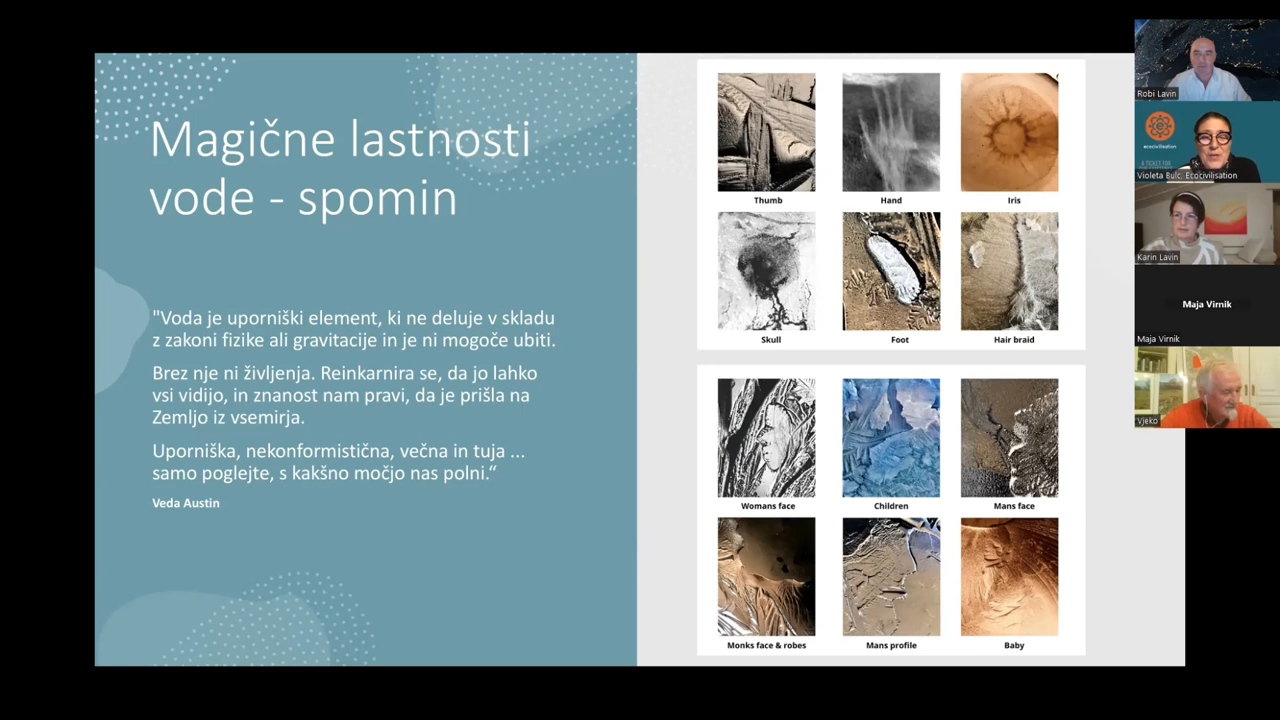 Magične lastnosti
vode - spomin
"Voda je uporniški element, ki ne deluje v skladu
z zakoni fizike ali gravitacije in je ni mogoče ubiti.
Brez nje ni življenja. Reinkarnira se, da jo lahko
vsi vidijo, in znanost nam pravi, da je prišla na
Zemljo iz vsemirja.
Uporniška, nekonformistična, večna in tuja ...
samo poglejte, s kakšno močjo nas polni.“
Veda Austin
Thumb
Hand
Iris
Skull
Foot
Hair braid
Womans face
Children
Mans face
Monks face & robes
Mans profile
Baby
Robi Lavin
ecocivilisation
A TICKET FOR
Violeta Bulc, Ecocivilisation
Karin Lavin
Maja Virnik
Maja Virnik
Vjeko